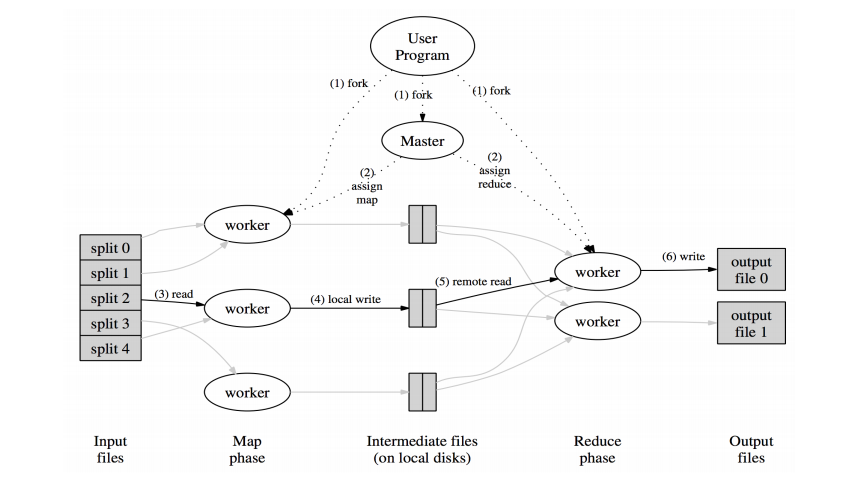 User
Program
(1) fork
(1) fork
(1) fork
Master
(2)
assign
map
(2)
assign
reduce
worker
split 0
split 1
split 2
split 3
split 4
(3) read
worker
(4) local write
(5) remote read
worker
worker
worker
(6) write
output
file 0
output
file 1
Input
files
Map
phase
Intermediate files
(on local disks)
Reduce
phase
Output
files